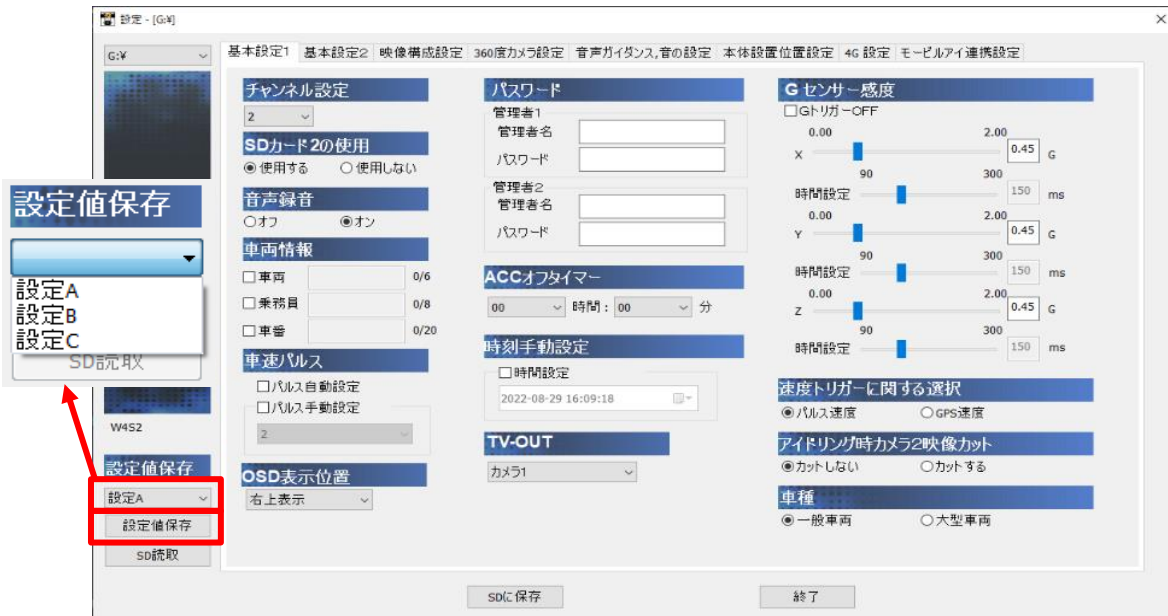 設定 - [G:¥]
G:¥
基本設定1 基本設定2 映像構成設定 360度カメラ設定 音声ガイダンス,音の設定 本体設置位置設定 4G 設定 モービルアイ連携設定
設定値保存
設定A
設定B
設定C
SD読取
W4S2
設定値保存
設定A
設定値保存
SD読取
チャンネル設定
2
SDカード2の使用
使用する 使用しない
音声録音
オフ オン
車両情報
車両 0/6
乗務員 0/8
車番 0/20
車速パルス
パルス自動設定
パルス手動設定
2
OSD表示位置
右上表示
パスワード
管理者1
管理者名
パスワード
管理者2
管理者名
パスワード
ACCオフタイマー
00 時間: 00 分
時刻手動設定
時間設定
2022-08-29 16:09:18
TV-OUT
カメラ1
G センサー感度
GトリガーOFF
0.00 2.00
X 0.45 G
90 300
時間設定 150 ms
0.00 2.00
Y 0.45 G
90 300
時間設定 150 ms
0.00 2.00
Z 0.45 G
90 300
時間設定 150 ms
速度トリガーに関する選択
パルス速度 GPS速度
アイドリング時カメラ2映像カット
カットしない カットする
車種
一般車両 大型車両
SDに保存 終了